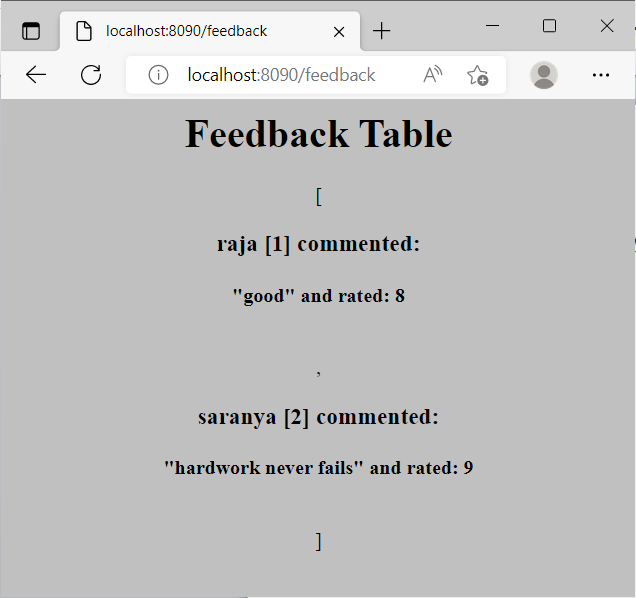 localhost:8090/feedback
localhost:8090/feedback
Feedback Table
[
raja [1] commented:
"good" and rated: 8
,
saranya [2] commented:
"hardwork never fails" and rated: 9
]